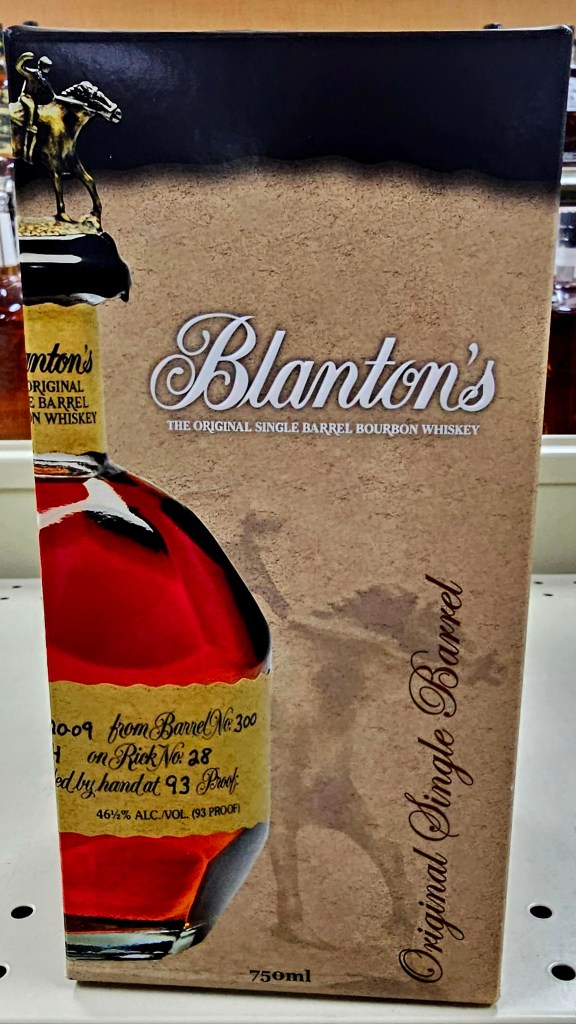 Blanton's
THE ORIGINAL SINGLE BARREL BOURBON WHISKEY
anton's
ORIGINAL
E BARREL
ON WHISKEY
from Barrel No. 300
on Rick No. 28
by hand at 93 Proof.
46½% ALC./VOL. (93 PROOF)
Original Single Barrel
750ml